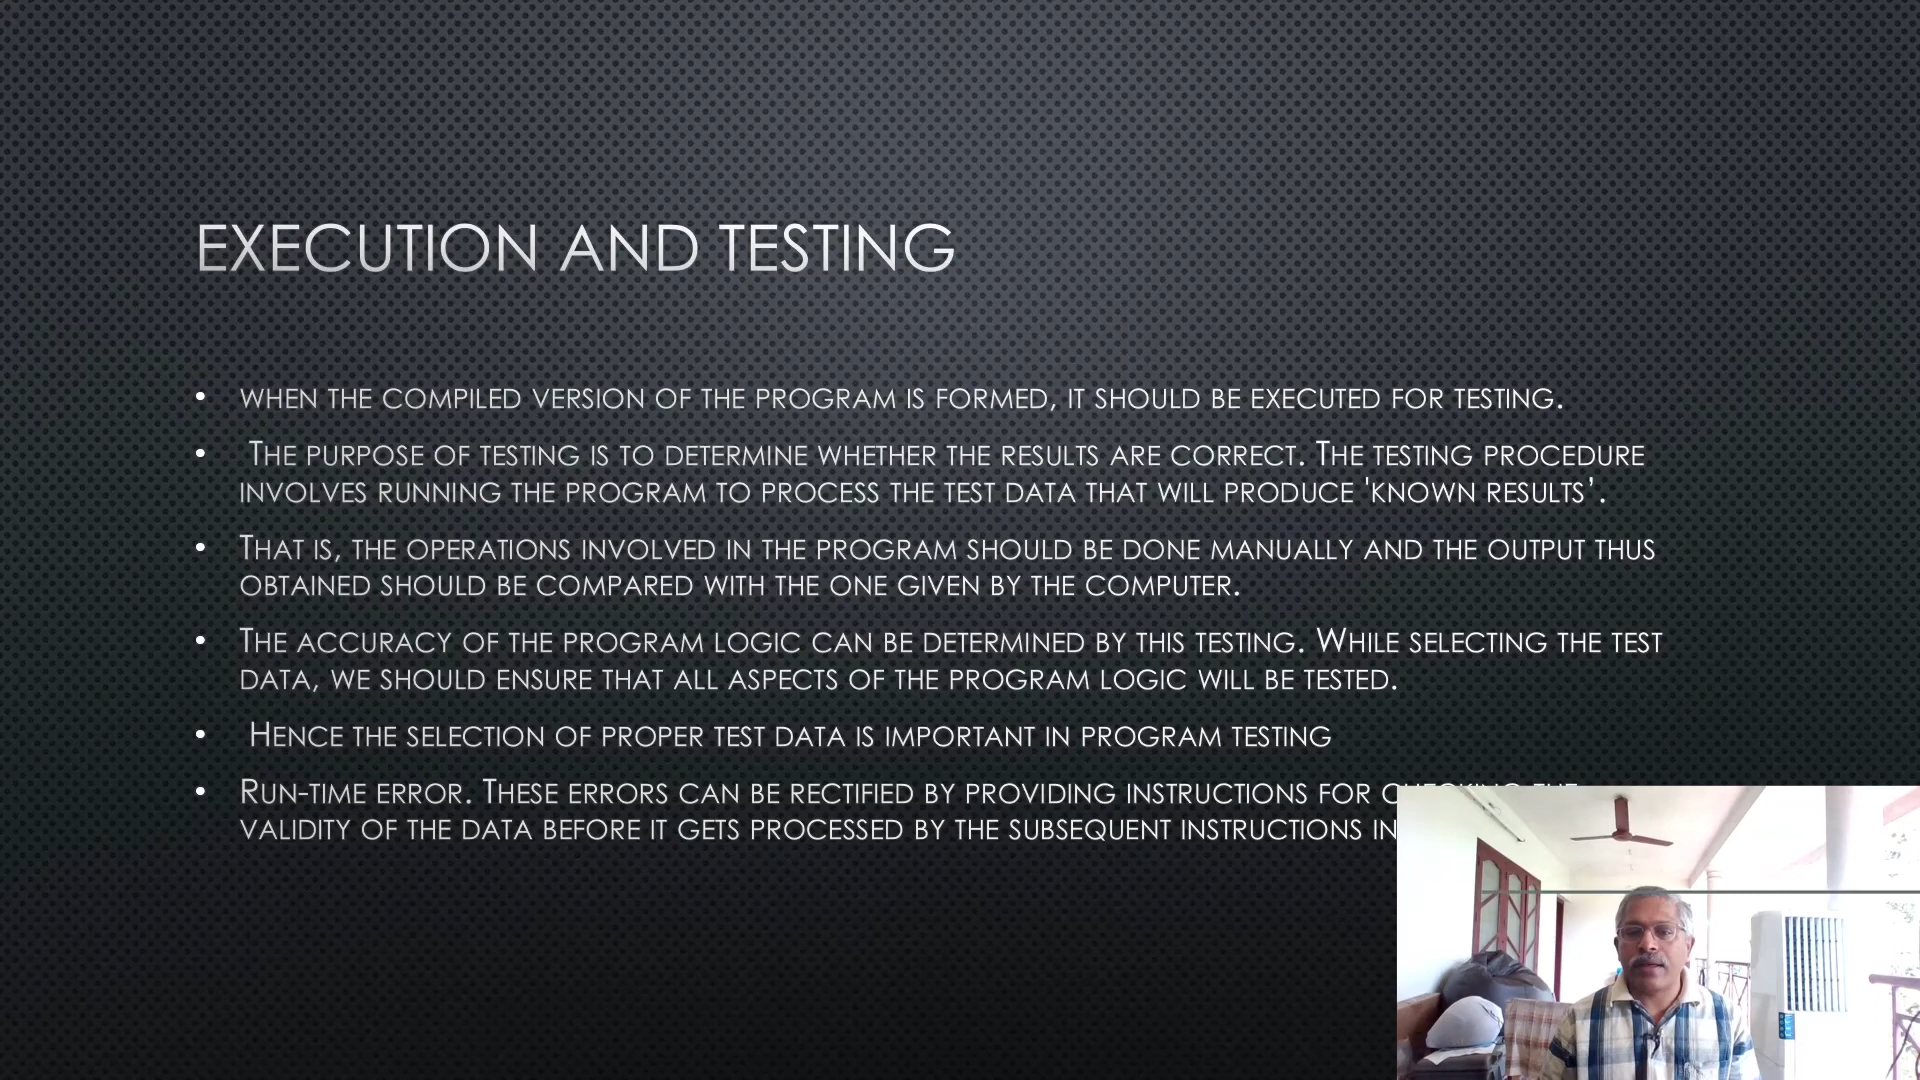 EXECUTION AND TESTING
• WHEN THE COMPILED VERSION OF THE PROGRAM IS FORMED, IT SHOULD BE EXECUTED FOR TESTING.
• THE PURPOSE OF TESTING IS TO DETERMINE WHETHER THE RESULTS ARE CORRECT. THE TESTING PROCEDURE
INVOLVES RUNNING THE PROGRAM TO PROCESS THE TEST DATA THAT WILL PRODUCE 'KNOWN RESULTS’.
• THAT IS, THE OPERATIONS INVOLVED IN THE PROGRAM SHOULD BE DONE MANUALLY AND THE OUTPUT THUS
OBTAINED SHOULD BE COMPARED WITH THE ONE GIVEN BY THE COMPUTER.
• THE ACCURACY OF THE PROGRAM LOGIC CAN BE DETERMINED BY THIS TESTING. WHILE SELECTING THE TEST
DATA, WE SHOULD ENSURE THAT ALL ASPECTS OF THE PROGRAM LOGIC WILL BE TESTED.
• HENCE THE SELECTION OF PROPER TEST DATA IS IMPORTANT IN PROGRAM TESTING
• RUN-TIME ERROR. THESE ERRORS CAN BE RECTIFIED BY PROVIDING INSTRUCTIONS FOR CHECKING THE
VALIDITY OF THE DATA BEFORE IT GETS PROCESSED BY THE SUBSEQUENT INSTRUCTIONS IN